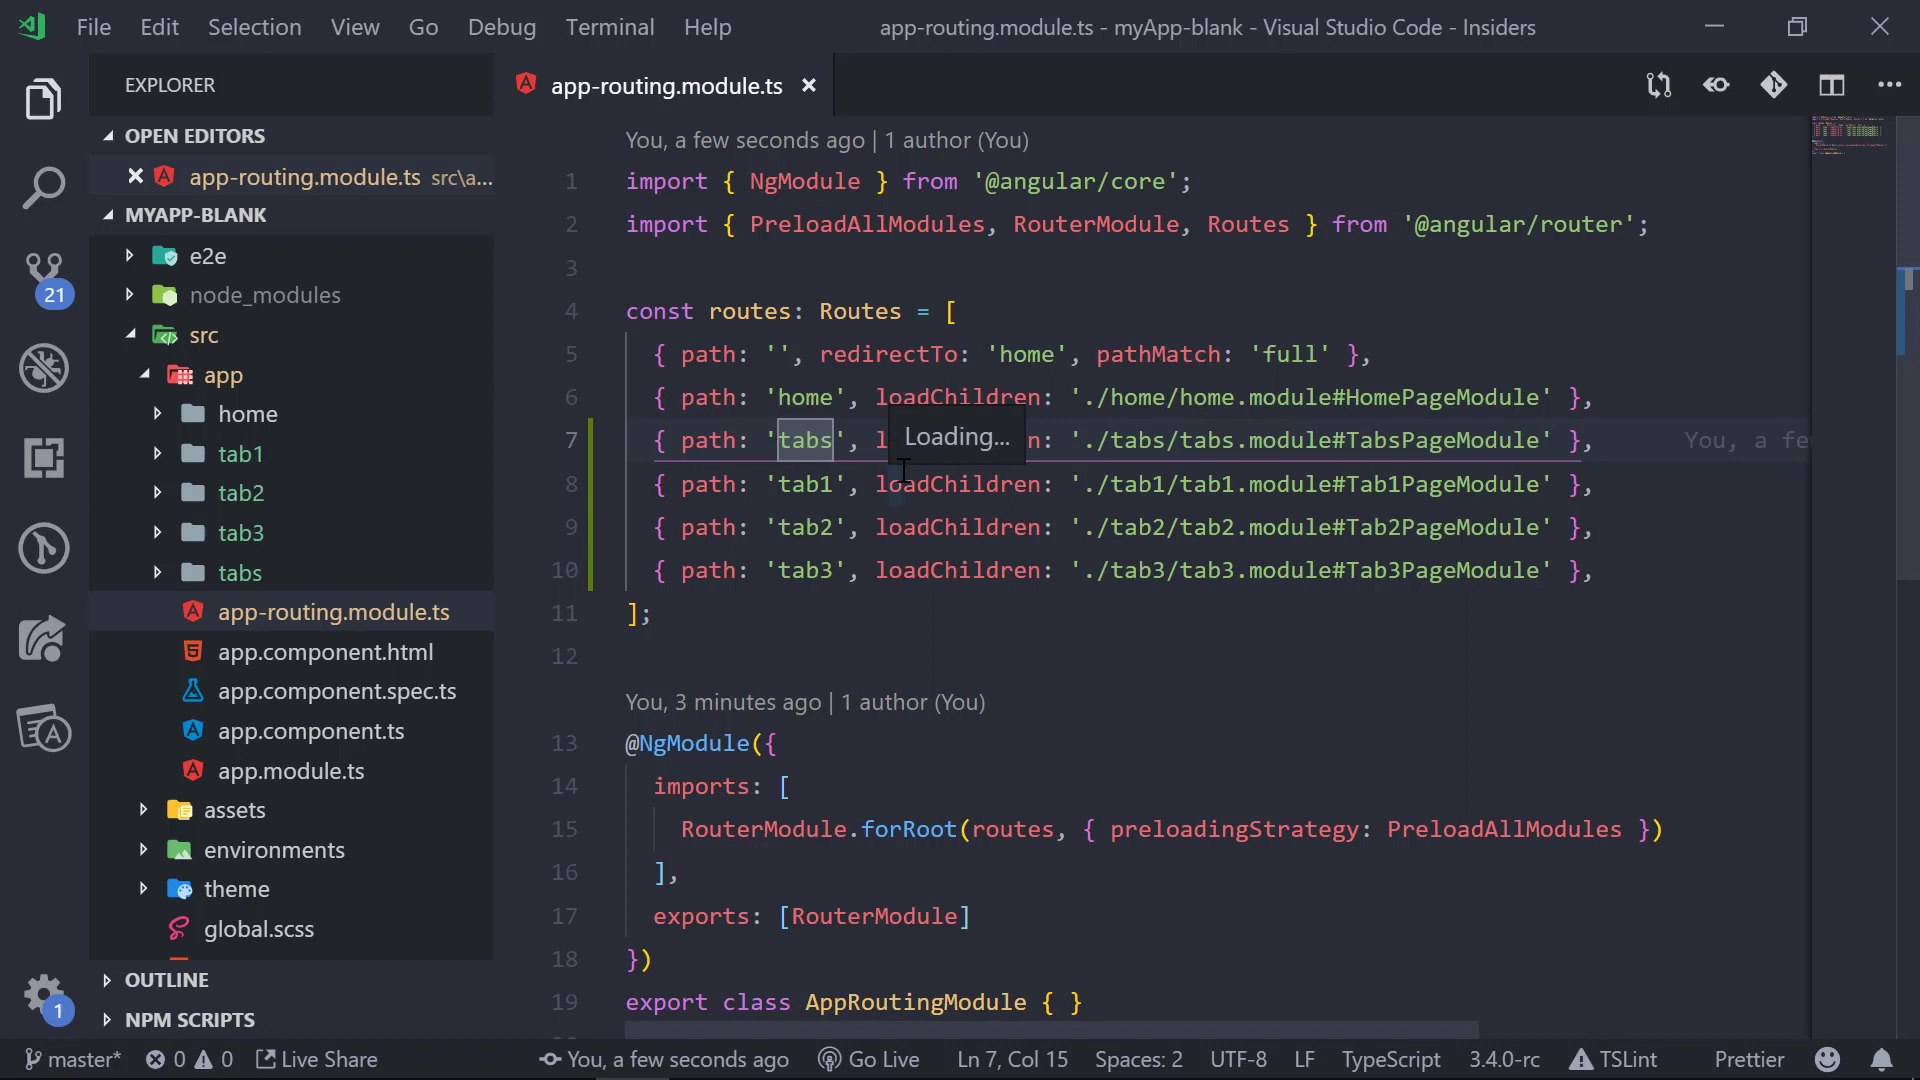 File Edit Selection View Go Debug Terminal Help app-routing.module.ts - myApp-blank - Visual Studio Code - Insiders
EXPLORER
OPEN EDITORS
app-routing.module.ts src\a...
MYAPP-BLANK
e2e
node_modules
src
app
home
tab1
tab2
tab3
tabs
app-routing.module.ts
app.component.html
app.component.spec.ts
app.component.ts
app.module.ts
assets
environments
theme
global.scss
OUTLINE
NPM SCRIPTS
21
1
app-routing.module.ts
You, a few seconds ago | 1 author (You)
1 import { NgModule } from '@angular/core';
2 import { PreloadAllModules, RouterModule, Routes } from '@angular/router';
3
4 const routes: Routes = [
5 { path: '', redirectTo: 'home', pathMatch: 'full' },
6 { path: 'home', loadChildren: './home/home.module#HomePageModule' },
7 { path: 'tabs', l Loading... n: './tabs/tabs.module#TabsPageModule' }, You, a fe
8 { path: 'tab1', loadChildren: './tab1/tab1.module#Tab1PageModule' },
9 { path: 'tab2', loadChildren: './tab2/tab2.module#Tab2PageModule' },
10 { path: 'tab3', loadChildren: './tab3/tab3.module#Tab3PageModule' },
11 ];
12
You, 3 minutes ago | 1 author (You)
13 @NgModule({
14 imports: [
15 RouterModule.forRoot(routes, { preloadingStrategy: PreloadAllModules })
16 ],
17 exports: [RouterModule]
18 })
19 export class AppRoutingModule { }
master* 0 0 Live Share You, a few seconds ago Go Live Ln 7, Col 15 Spaces: 2 UTF-8 LF TypeScript 3.4.0-rc TSLint Prettier